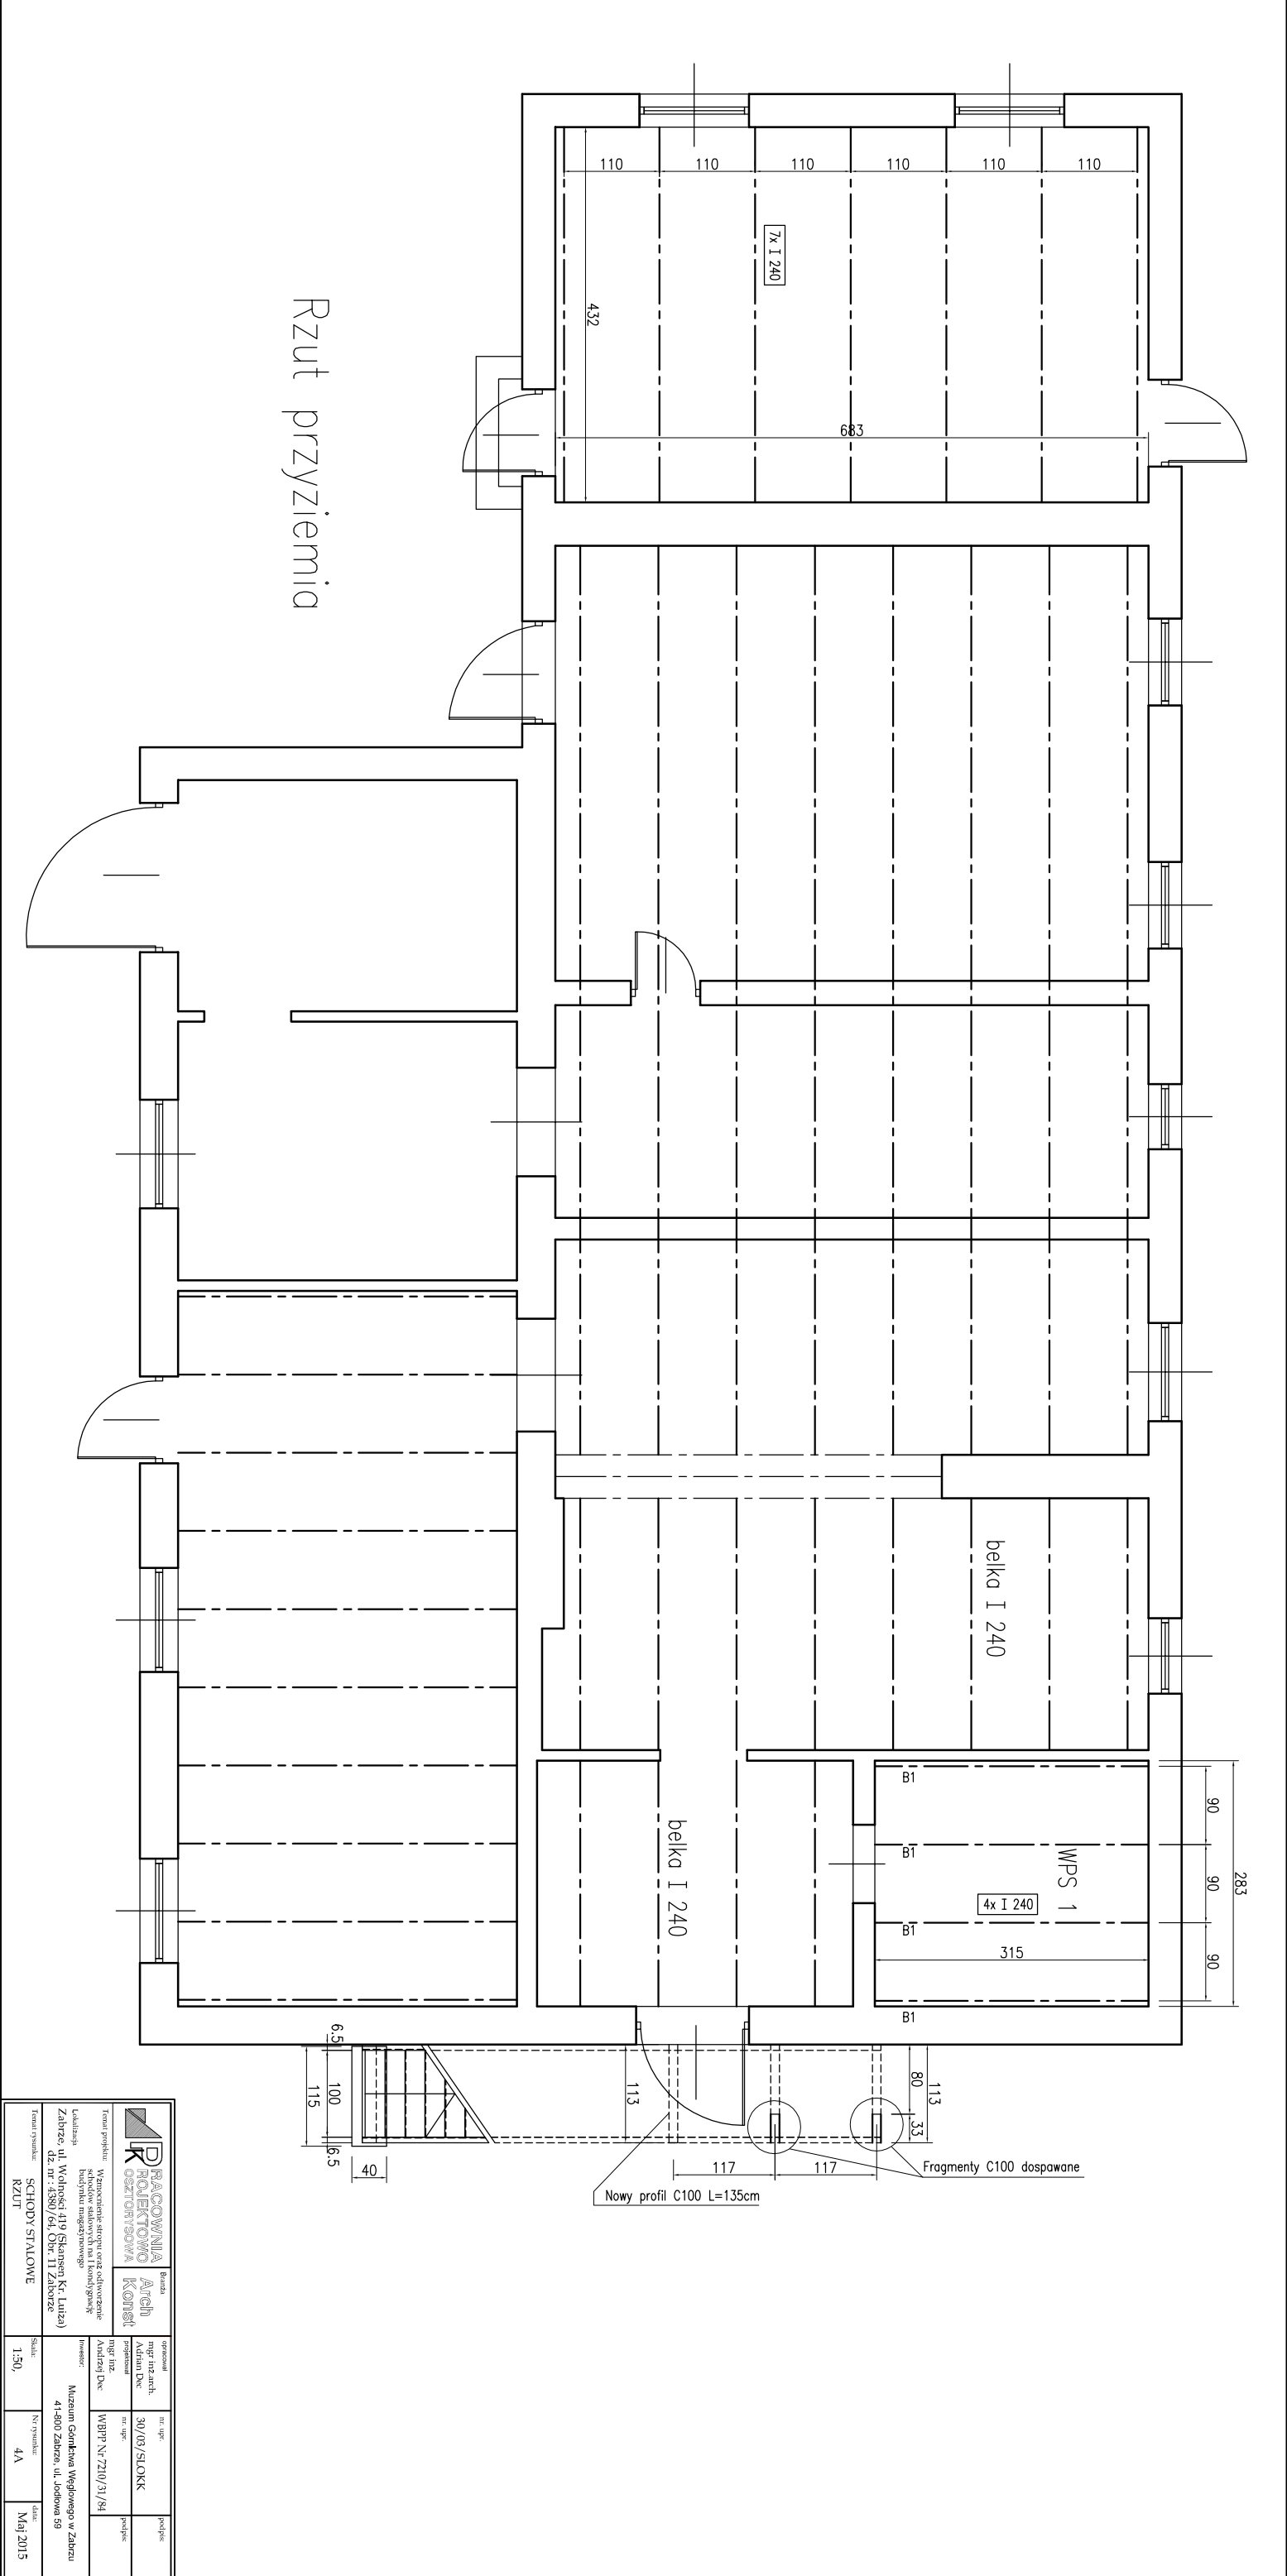 Rzut przyziemia
110
110
110
110
110
110
7x I 240
432
683
belka I 240
belka I 240
WPS 1
4x I 240
B1
B1
B1
B1
90
90
90
283
315
113
80
33
113
117
117
Fragmenty C100 dospawane
Nowy profil C100 L=135cm
6.5
100
6.5
115
40
PRACOWNIA
PROJEKTOWO
KOSZTORYSOWA
Branża
Arch
Konst
opracował
mgr inż.arch.
Adrian Dec
nr. upr.
30/03/SLOKK
podpis:
projektował
mgr inż.
Andrzej Dec
nr. upr.
WBPP Nr 7210/31/84
podpis:
Temat projektu:
Wzmocnienie stropu oraz odtworzenie
schodów stalowych na I kondygnację
budynku magazynowego
Lokalizacja
Zabrze, ul. Wolności 419 (Skansen Kr. Luiza)
dz. nr : 4380/64, Obr. 11 Zaborze
Inwestor:
Muzeum Górnictwa Węglowego w Zabrzu
41-800 Zabrze, ul. Jodłowa 59
Temat rysunku:
SCHODY STALOWE
RZUT
Skala:
1:50,
Nr rysunku:
4A
data:
Maj 2015